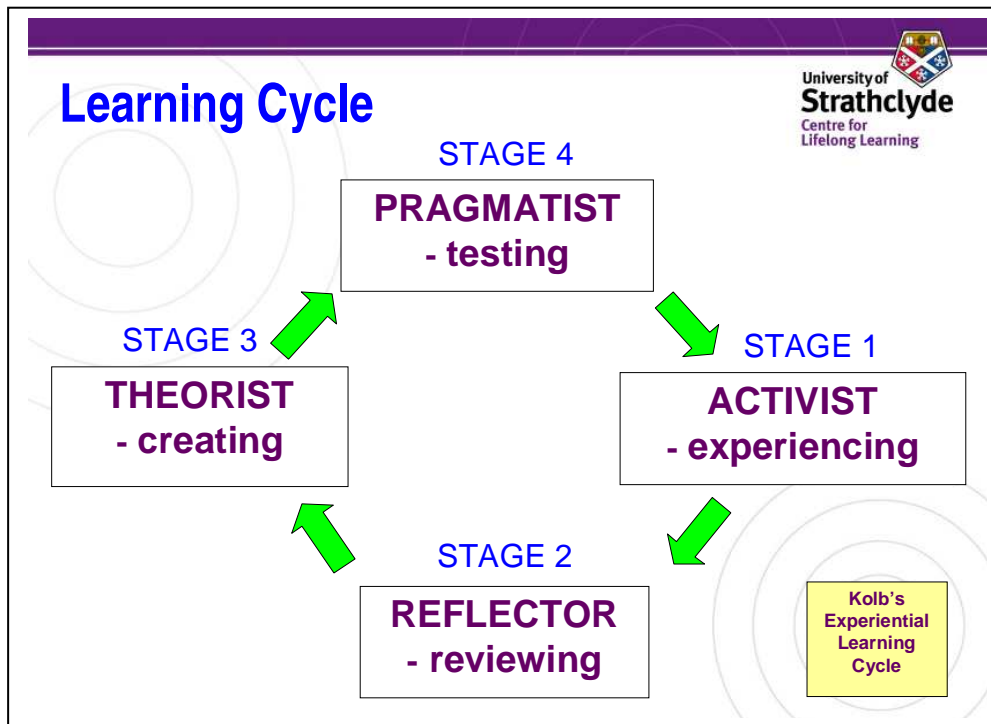 Learning Cycle
University of
Strathclyde
Centre for
Lifelong Learning
STAGE 4
PRAGMATIST
- testing
STAGE 3
THEORIST
- creating
STAGE 1
ACTIVIST
- experiencing
STAGE 2
REFLECTOR
- reviewing
Kolb's
Experiential
Learning
Cycle